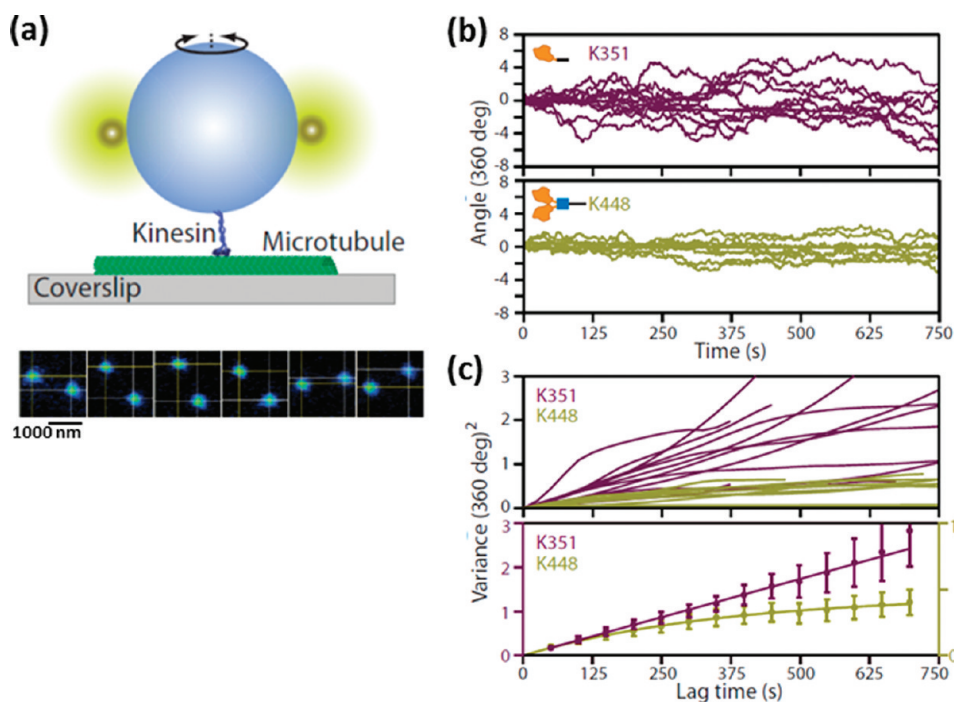 (a)
Kinesin
Microtubule
Coverslip
1000 nm
(b)
8
K351
4
0
-4
-8
8
K448
4
0
-4
-8
Angle (360 deg)
0 125 250 375 500 625 750
Time (s)
(c)
3
K351
K448
2
1
0
3 1
K351
K448
2
1
0 0
Variance (360 deg)2
0 125 250 375 500 625 750
Lag time (s)